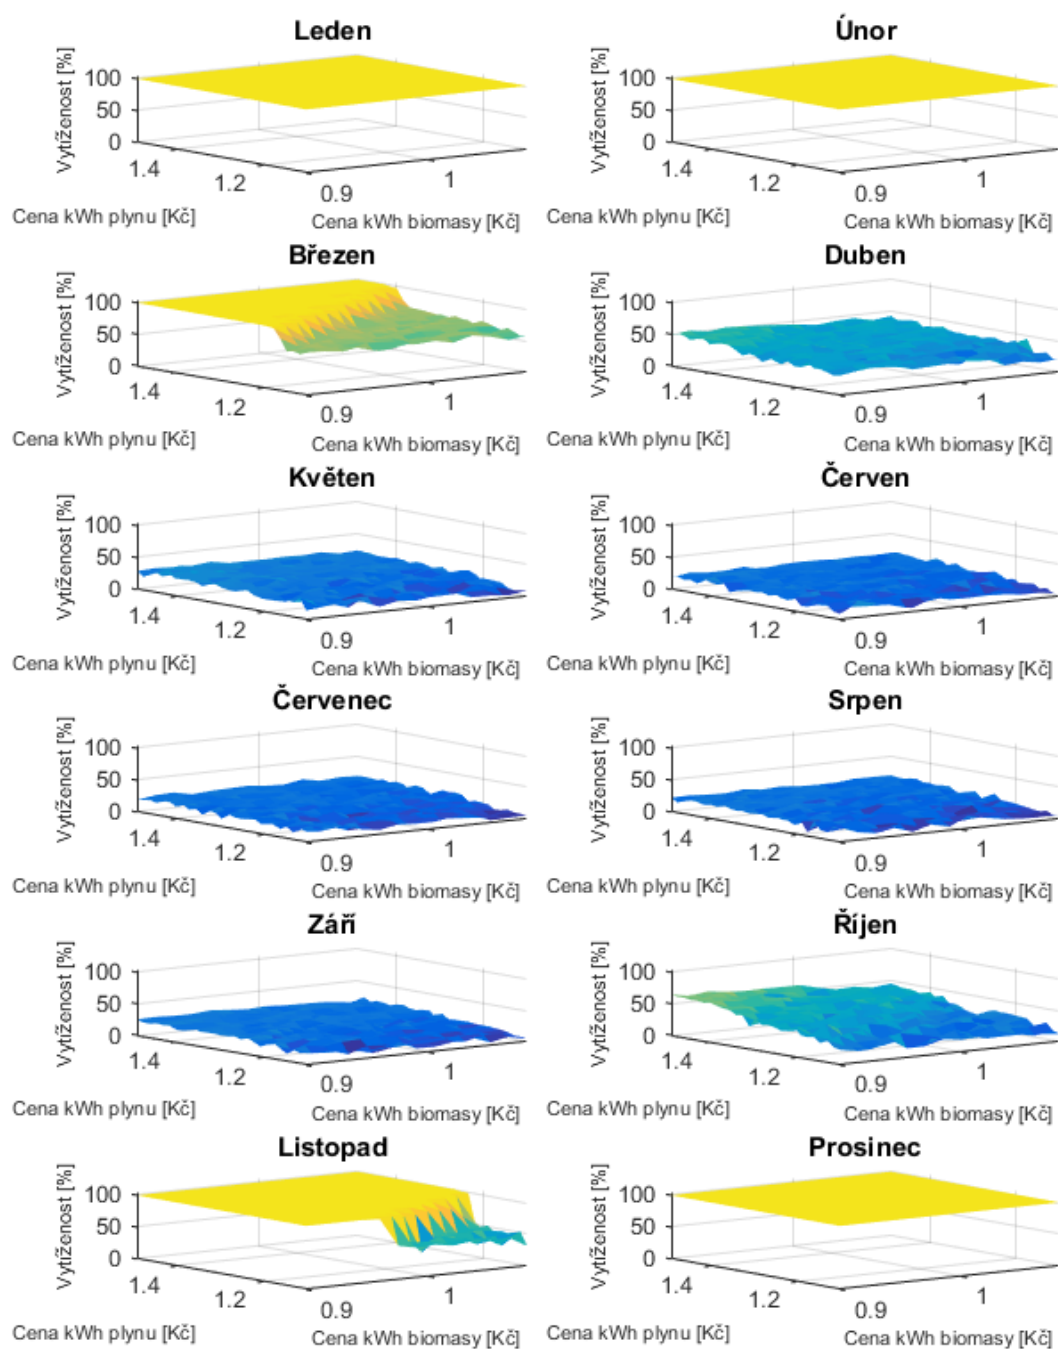 Leden
Vytíženost [%]
100
50
0
1.4
1.2
0.9
1
Cena kWh plynu [Kč]
Cena kWh biomasy [Kč]
Únor
Vytíženost [%]
100
50
0
1.4
1.2
0.9
1
Cena kWh plynu [Kč]
Cena kWh biomasy [Kč]
Březen
Vytíženost [%]
100
50
0
1.4
1.2
0.9
1
Cena kWh plynu [Kč]
Cena kWh biomasy [Kč]
Duben
Vytíženost [%]
100
50
0
1.4
1.2
0.9
1
Cena kWh plynu [Kč]
Cena kWh biomasy [Kč]
Květen
Vytíženost [%]
100
50
0
1.4
1.2
0.9
1
Cena kWh plynu [Kč]
Cena kWh biomasy [Kč]
Červen
Vytíženost [%]
100
50
0
1.4
1.2
0.9
1
Cena kWh plynu [Kč]
Cena kWh biomasy [Kč]
Červenec
Vytíženost [%]
100
50
0
1.4
1.2
0.9
1
Cena kWh plynu [Kč]
Cena kWh biomasy [Kč]
Srpen
Vytíženost [%]
100
50
0
1.4
1.2
0.9
1
Cena kWh plynu [Kč]
Cena kWh biomasy [Kč]
Září
Vytíženost [%]
100
50
0
1.4
1.2
0.9
1
Cena kWh plynu [Kč]
Cena kWh biomasy [Kč]
Říjen
Vytíženost [%]
100
50
0
1.4
1.2
0.9
1
Cena kWh plynu [Kč]
Cena kWh biomasy [Kč]
Listopad
Vytíženost [%]
100
50
0
1.4
1.2
0.9
1
Cena kWh plynu [Kč]
Cena kWh biomasy [Kč]
Prosinec
Vytíženost [%]
100
50
0
1.4
1.2
0.9
1
Cena kWh plynu [Kč]
Cena kWh biomasy [Kč]